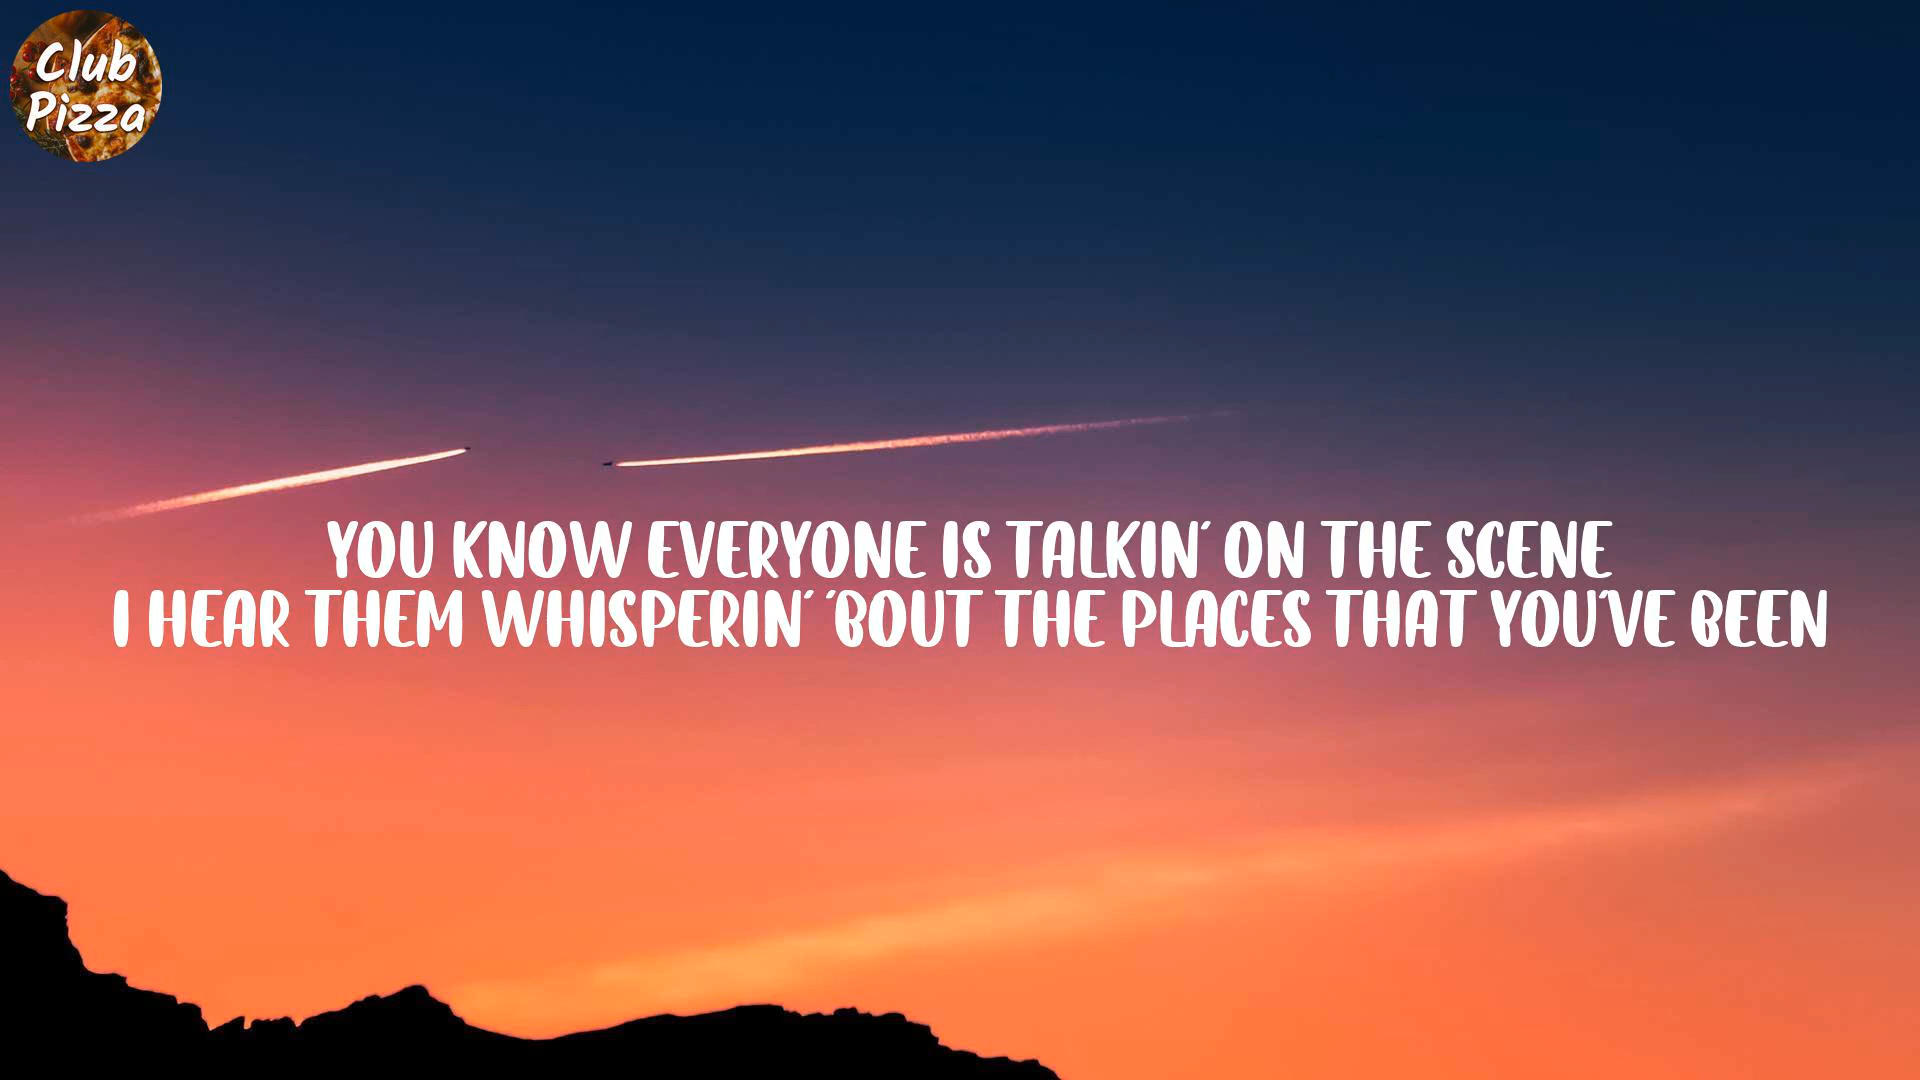 Club
Pizza
YOU KNOW EVERYONE IS TALKIN' ON THE SCENE
I HEAR THEM WHISPERIN' 'BOUT THE PLACES THAT YOU'VE BEEN